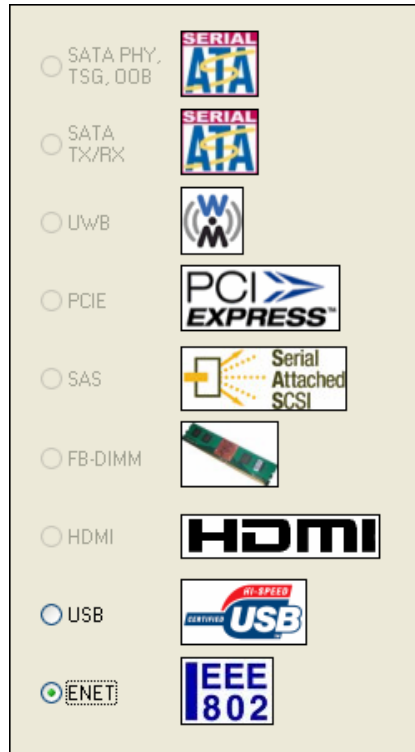 SATA PHY,
TSG, OOB
SERIAL
ATA
SATA
TX/RX
SERIAL
ATA
UWB
W
M
PCIE
PCI
EXPRESS™
SAS
Serial
Attached
SCSI
FB-DIMM
HDMI
HDMI
USB
HI-SPEED
CERTIFIED USB
ENET
IEEE
802